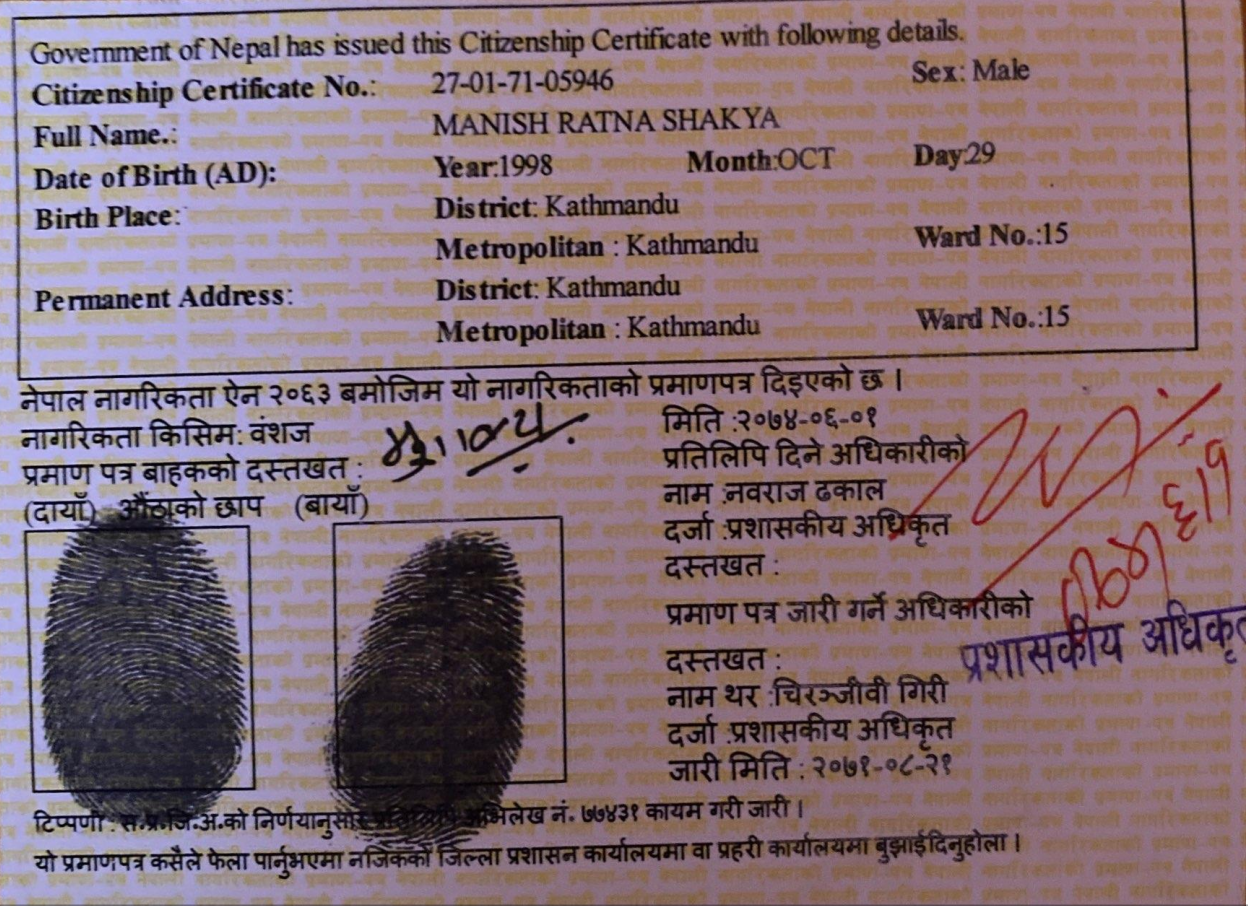 Government of Nepal has issued this Citizenship Certificate with following details.
Citizenship Certificate No.: 27-01-71-05946 Sex: Male
Full Name.: MANISH RATNA SHAKYA
Date of Birth (AD): Year:1998 Month:OCT Day:29
Birth Place: District: Kathmandu
Metropolitan : Kathmandu Ward No.:15
Permanent Address: District: Kathmandu
Metropolitan : Kathmandu Ward No.:15
नेपाल नागरिकता ऐन २०६३ बमोजिम यो नागरिकताको प्रमाणपत्र दिइएको छ ।
नागरिकता किसिम: वंशज
प्रमाण पत्र बाहकको दस्तखत :
(दायाँ) औंठाको छाप (बायाँ)
मिति :२०७४-०६-०१
प्रतिलिपि दिने अधिकारीको
नाम :नवराज ढकाल
दर्जा :प्रशासकीय अधिकृत
दस्तखत :
प्रमाण पत्र जारी गर्ने अधिकारीको
प्रशासकीय अधिकृत
दस्तखत :
नाम थर :चिरञ्जीवी गिरी
दर्जा :प्रशासकीय अधिकृत
जारी मिति : २०७१-०८-२१
टिप्पणी : स.प्र.जि.अ.को निर्णयानुसार प्रतिलिपि अभिलेख नं. ७७४३१ कायम गरी जारी ।
यो प्रमाणपत्र कसैले फेला पार्नुभएमा नजिकको जिल्ला प्रशासन कार्यालयमा वा प्रहरी कार्यालयमा बुझाईदिनुहोला ।